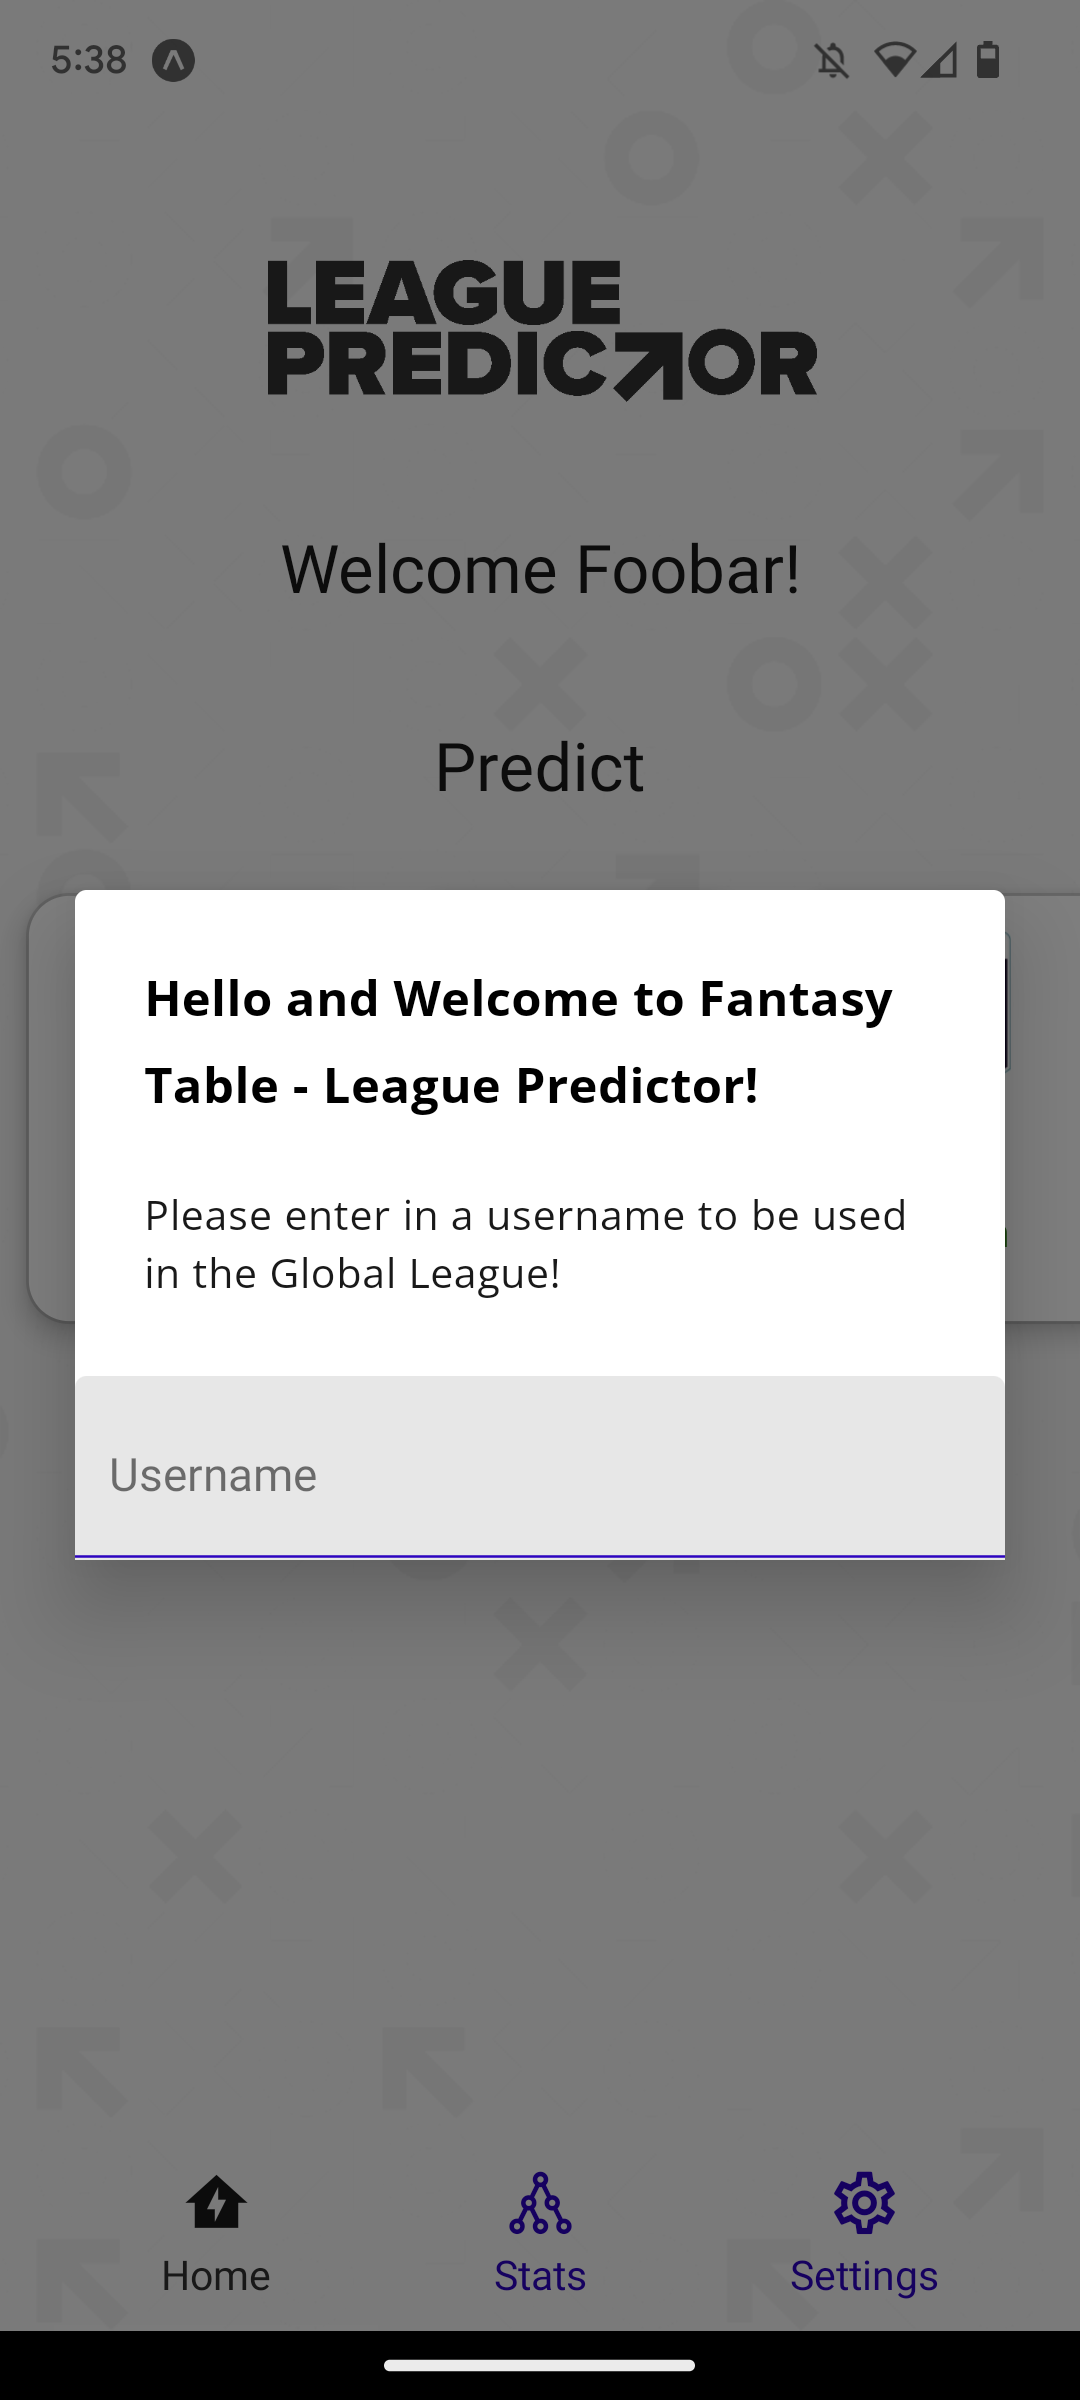 5:38
LEAGUE
PREDICTOR
Welcome Foobar!
Predict
Hello and Welcome to Fantasy
Table - League Predictor!
Please enter in a username to be used
in the Global League!
Username
Home
Stats
Settings